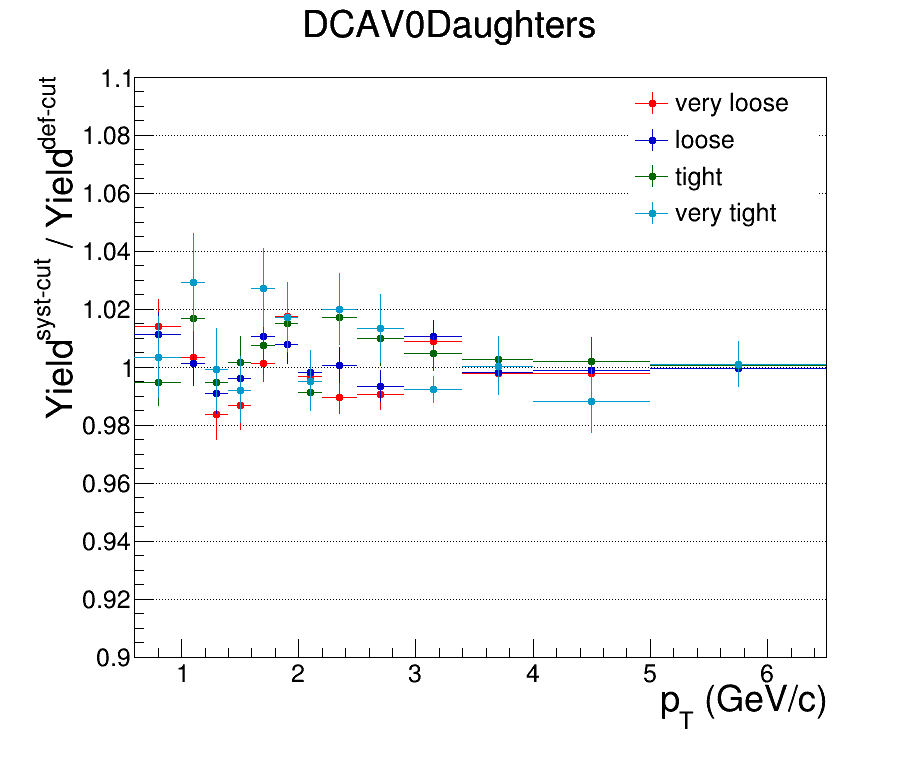 DCAV0Daughters
Yield^syst-cut / Yield^def-cut
1.1
1.08
1.06
1.04
1.02
1
0.98
0.96
0.94
0.92
0.9
very loose
loose
tight
very tight
1 2 3 4 5 6
p_T (GeV/c)